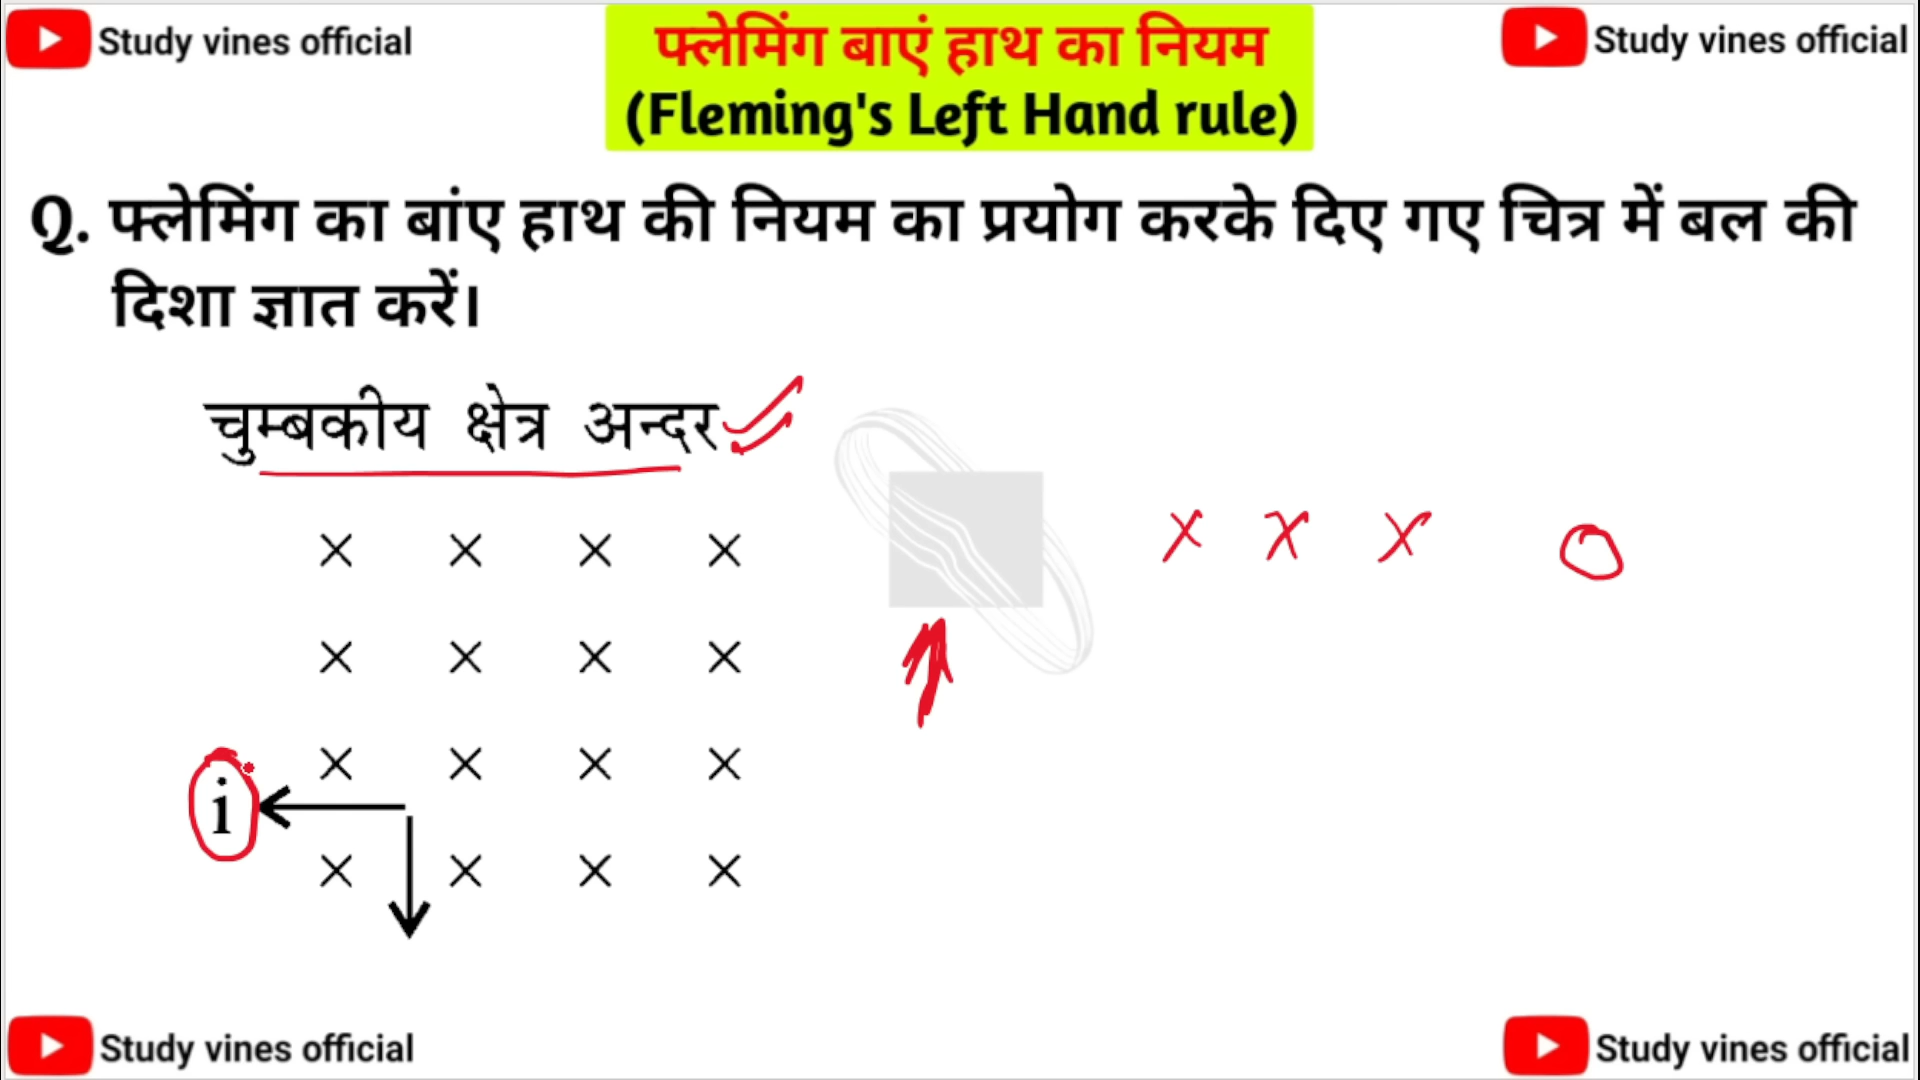 Study vines official
फ्लेमिंग बाएं हाथ का नियम
Study vines official
(Fleming's Left Hand rule)
Q. फ्लेमिंग का बांए हाथ की नियम का प्रयोग करके दिए गए चित्र में बल की
दिशा ज्ञात करें।
चुम्बकीय क्षेत्र अन्दर
× × × ×
x x x O
× × × ×
× × × ×
i
× × × ×
Study vines official
Study vines official